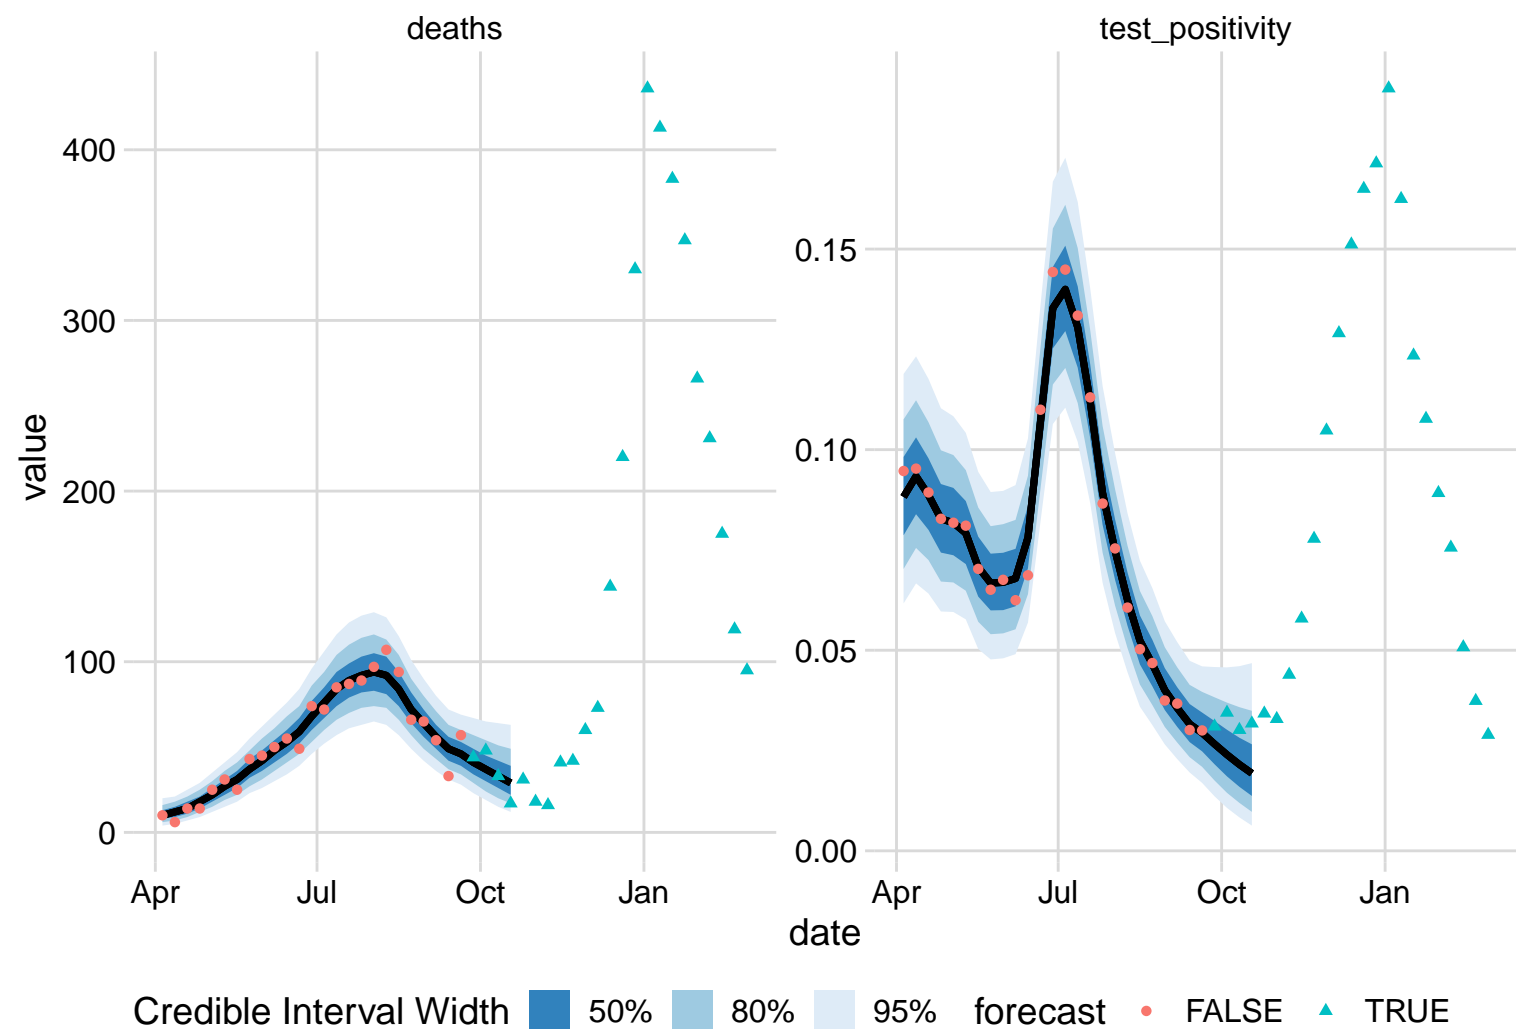 deaths
test_positivity
value
400
300
200
100
0
0.15
0.10
0.05
0.00
Apr Jul Oct Jan
Apr Jul Oct Jan
date
Credible Interval Width 50% 80% 95% forecast FALSE TRUE